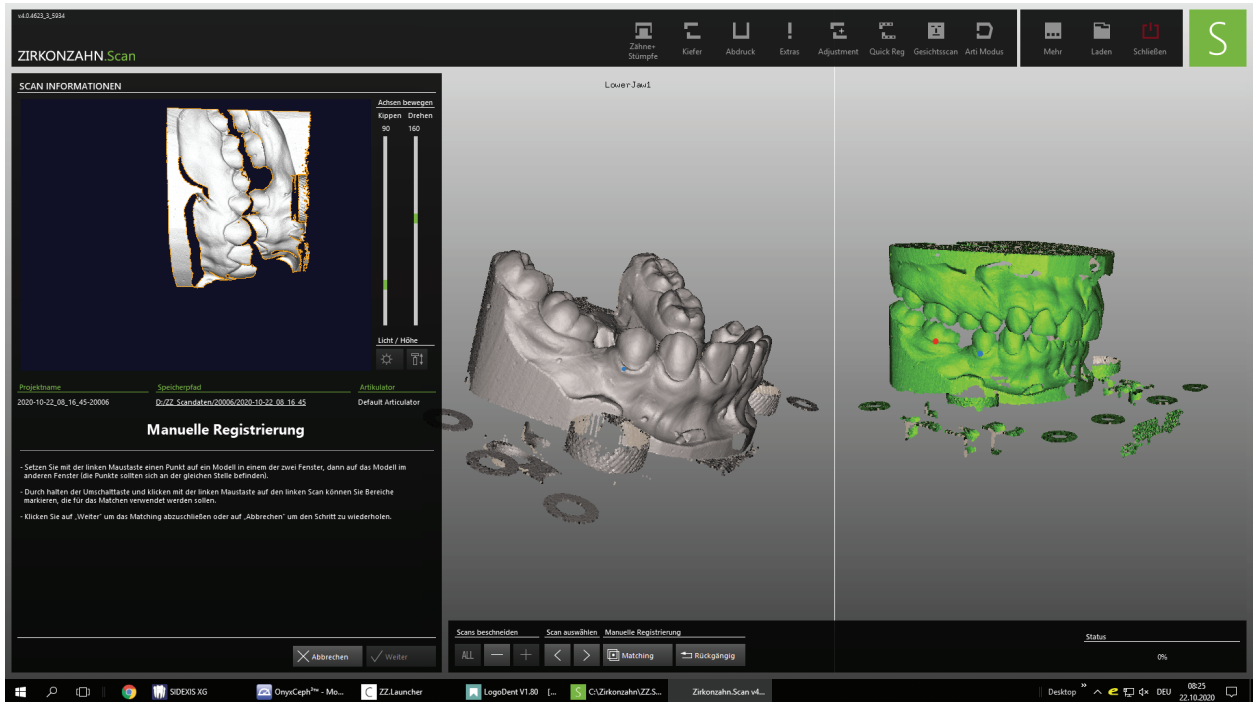 v4.0.4623_3_5934
ZIRKONZAHN.Scan
Zähne+
Stümpfe
Kiefer
Abdruck
Extras
Adjustment
Quick Reg
Gesichtsscan
Arti Modus
Mehr
Laden
Schließen
S
SCAN INFORMATIONEN
Achsen bewegen
Kippen Drehen
90 160
Licht / Höhe
Projektname Speicherpfad Artikulator
2020-10-22_08_16_45-20006 D:/ZZ_Scandaten/20006/2020-10-22_08_16_45 Default Articulator
Manuelle Registrierung
- Setzen Sie mit der linken Maustaste einen Punkt auf ein Modell in einem der zwei Fenster, dann auf das Modell im
anderen Fenster (die Punkte sollten sich an der gleichen Stelle befinden).
- Durch halten der Umschalttaste und klicken mit der linken Maustaste auf den linken Scan können Sie Bereiche
markieren, die für das Matchen verwendet werden sollen.
- Klicken Sie auf „Weiter" um das Matching abzuschließen oder auf „Abbrechen" um den Schritt zu wiederholen.
Abbrechen
Weiter
LowerJaw1
Scans beschneiden Scan auswählen Manuelle Registrierung
ALL
Matching
Rückgängig
Status
0%
SIDEXIS XG
OnyxCeph³™ - Mo...
ZZ.Launcher
LogoDent V1.80 [...
C:\Zirkonzahn\ZZ.S...
Zirkonzahn.Scan v4...
Desktop
DEU
08:25
22.10.2020